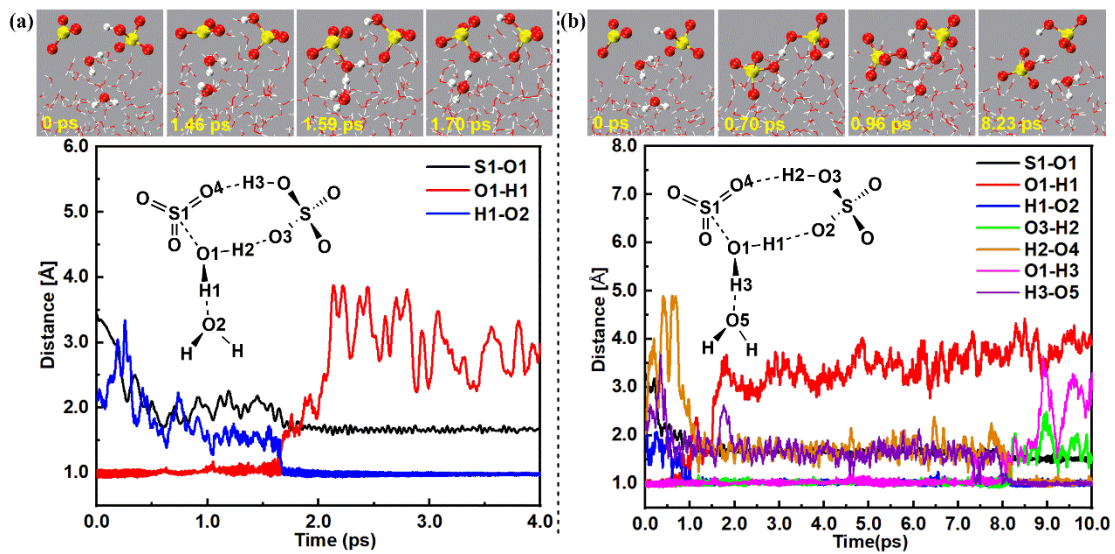 (a)
0 ps
1.46 ps
1.59 ps
1.70 ps
6.0
5.0
4.0
3.0
2.0
1.0
Distance [Å]
S1-O1
O1-H1
H1-O2
O O4 H3 O O
S1 S
O O3 O
O1 H2
H1
O2
H H
0.0 1.0 2.0 3.0 4.0
Time (ps)
(b)
0 ps
0.70 ps
0.96 ps
8.23 ps
8.0
7.0
6.0
5.0
4.0
3.0
2.0
1.0
Distance [Å]
S1-O1
O1-H1
H1-O2
O3-H2
H2-O4
O1-H3
H3-O5
O O4 H2 O3 O
S1 S
O O2 O
O1 H1
H3
O5
H H
0.0 1.0 2.0 3.0 4.0 5.0 6.0 7.0 8.0 9.0 10.0
Time(ps)